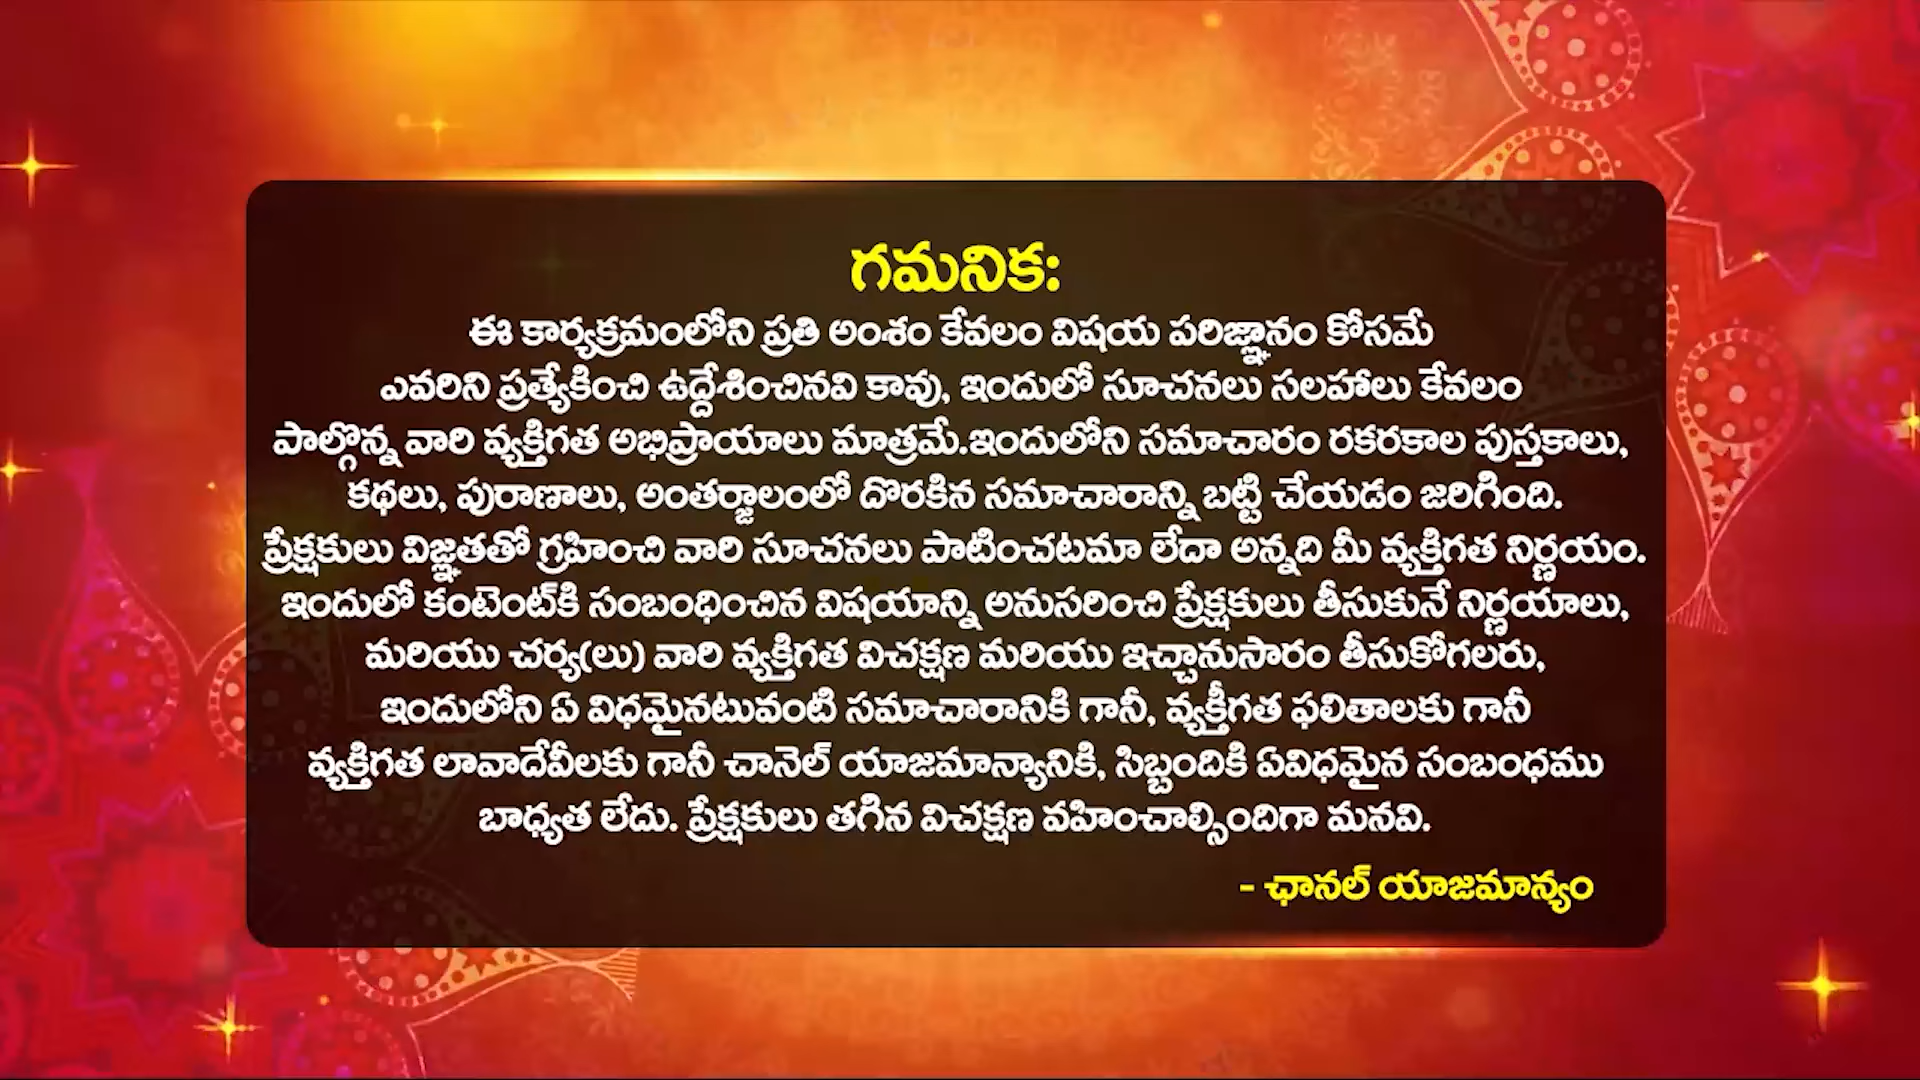 గమనిక:
ఈ కార్యక్రమంలోని ప్రతి అంశం కేవలం విషయ పరిజ్ఞానం కోసమే
ఎవరిని ప్రత్యేకించి ఉద్దేశించినవి కావు, ఇందులో సూచనలు సలహాలు కేవలం
పాల్గొన్న వారి వ్యక్తిగత అభిప్రాయాలు మాత్రమే.ఇందులోని సమాచారం రకరకాల పుస్తకాలు,
కథలు, పురాణాలు, అంతర్జాలంలో దొరకిన సమాచారాన్ని బట్టి చేయడం జరిగింది.
ప్రేక్షకులు విజ్ఞతతో గ్రహించి వారి సూచనలు పాటించటమా లేదా అన్నది మీ వ్యక్తిగత నిర్ణయం.
ఇందులో కంటెంట్‌కి సంబంధించిన విషయాన్ని అనుసరించి ప్రేక్షకులు తీసుకునే నిర్ణయాలు,
మరియు చర్య(లు) వారి వ్యక్తిగత విచక్షణ మరియు ఇచ్చానుసారం తీసుకోగలరు,
ఇందులోని ఏ విధమైనటువంటి సమాచారానికి గానీ, వ్యక్తీగత ఫలితాలకు గానీ
వ్యక్తిగత లావాదేవీలకు గానీ చానెల్ యాజమాన్యానికి, సిబ్బందికి ఏవిధమైన సంబంధము
బాధ్యత లేదు. ప్రేక్షకులు తగిన విచక్షణ వహించాల్సిందిగా మనవి.
- ఛానల్ యాజమాన్యం